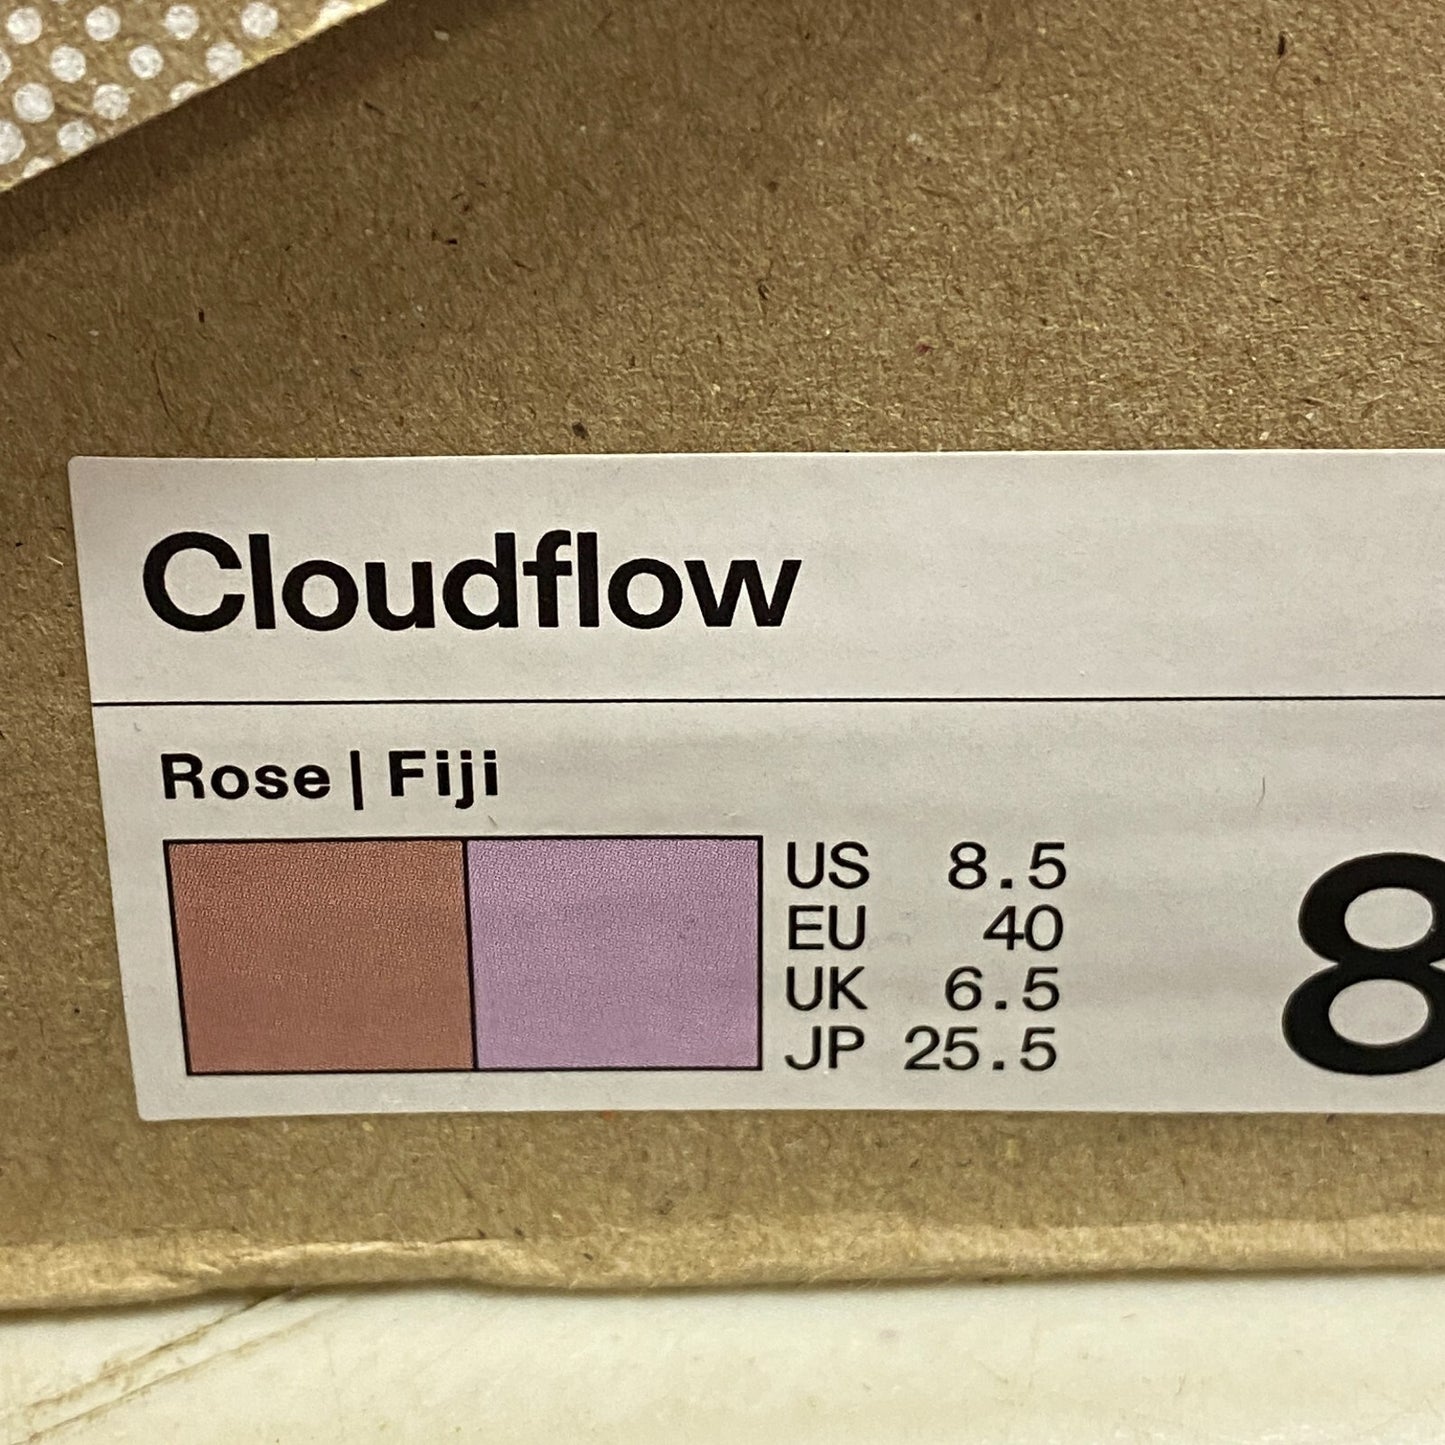 Cloudflow
Rose | Fiji
US 8.5
EU 40
UK 6.5
JP 25.5
8